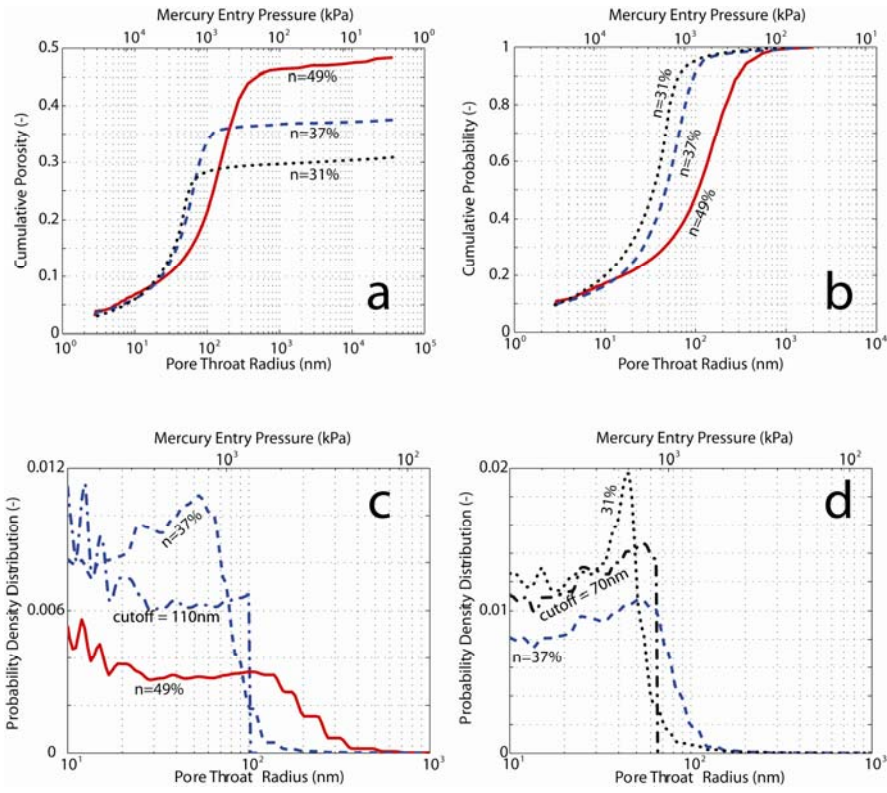 Mercury Entry Pressure (kPa)
10⁴ 10³ 10² 10¹ 10⁰
Cumulative Porosity (-)
0.5
0.4
0.3
0.2
0.1
0
n=49%
n=37%
n=31%
a
10⁰ 10¹ 10² 10³ 10⁴ 10⁵
Pore Throat Radius (nm)
Mercury Entry Pressure (kPa)
10⁴ 10³ 10² 10¹
Cumulative Probability (-)
1
0.8
0.6
0.4
0.2
0
n=31%
n=37%
n=49%
b
10⁰ 10¹ 10² 10³ 10⁴
Pore Throat Radius (nm)
Mercury Entry Pressure (kPa)
10³ 10²
Probability Density Distribution (-)
0.012
0.006
0
n=37%
cutoff = 110nm
n=49%
c
10¹ 10² 10³
Pore Throat Radius (nm)
Mercury Entry Pressure (kPa)
10³ 10²
Probability Density Distribution (-)
0.02
0.01
0
31%
cutoff = 70nm
n=37%
d
10¹ 10² 10³
Pore Throat Radius (nm)